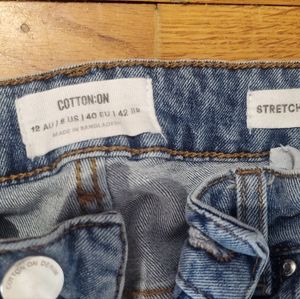 COTTON:ON
12 AU / 8 US | 40 EU | 42 BR
MADE IN BANGLADESH
STRETCH
COTTON ON DENIM